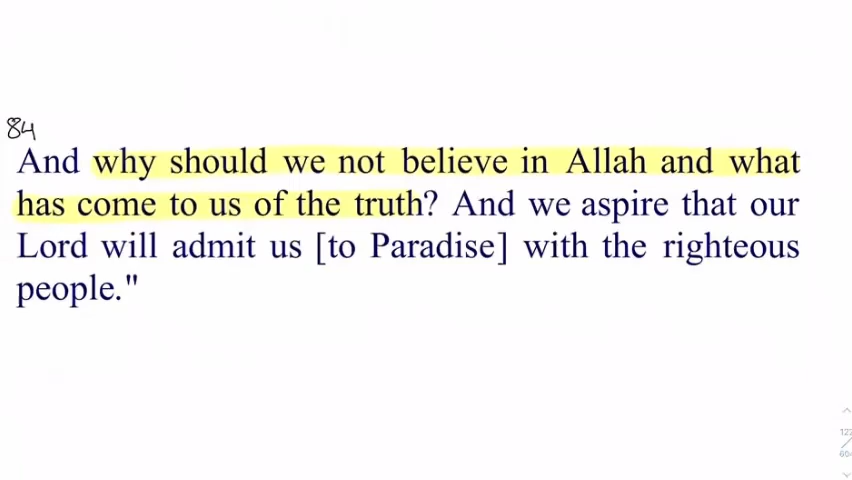 84
And why should we not believe in Allah and what
has come to us of the truth? And we aspire that our
Lord will admit us [to Paradise] with the righteous
people."